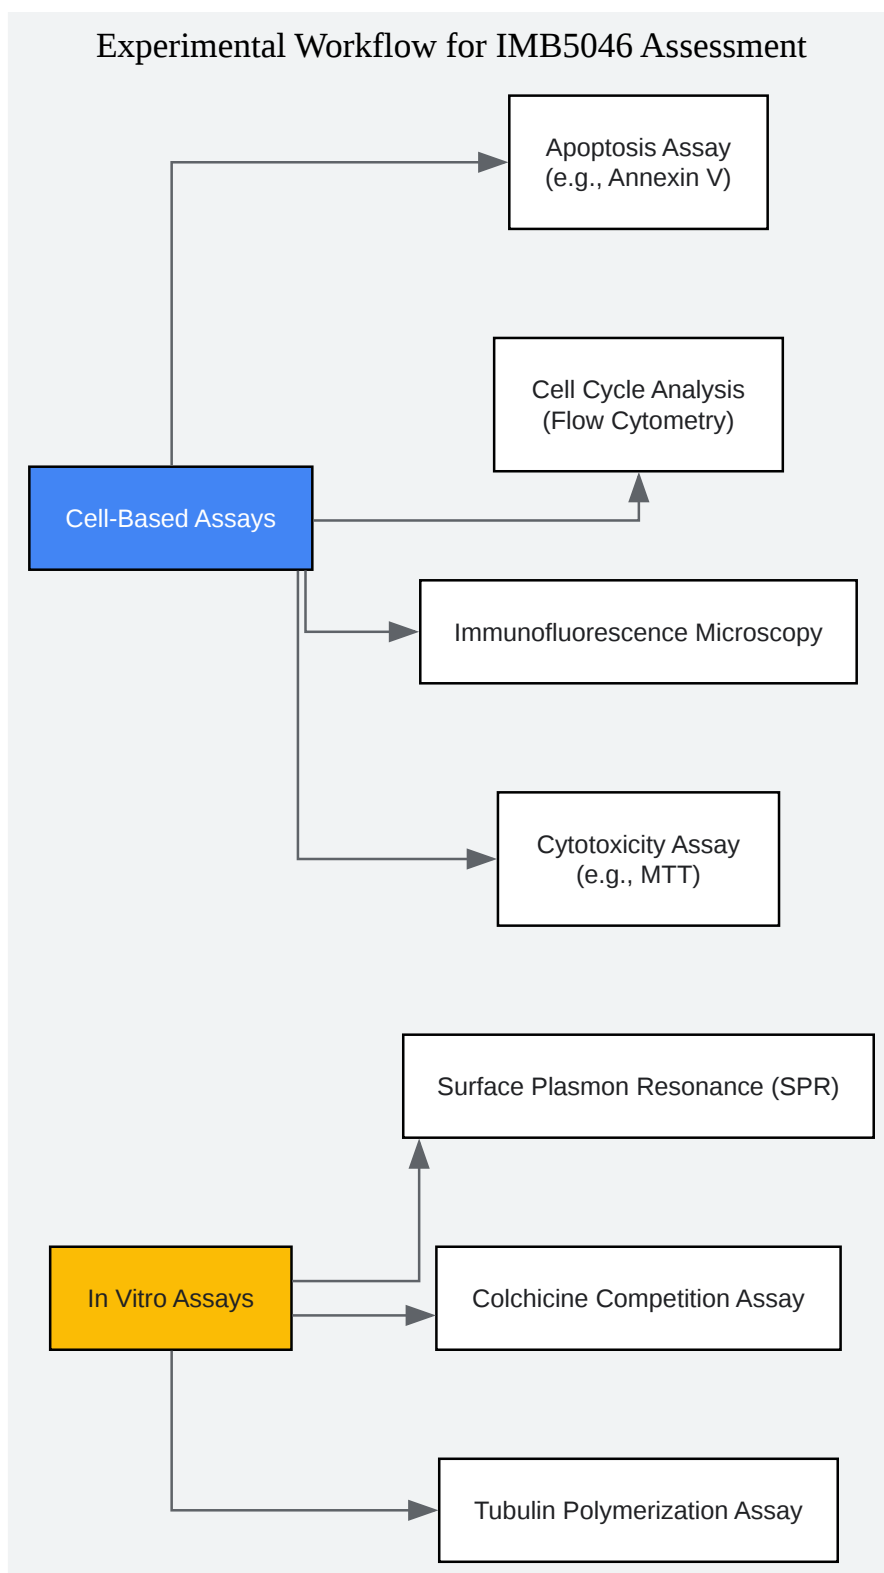 Experimental Workflow for IMB5046 Assessment
Apoptosis Assay
(e.g., Annexin V)
Cell Cycle Analysis
(Flow Cytometry)
Cell-Based Assays
Immunofluorescence Microscopy
Cytotoxicity Assay
(e.g., MTT)
Surface Plasmon Resonance (SPR)
In Vitro Assays
Colchicine Competition Assay
Tubulin Polymerization Assay